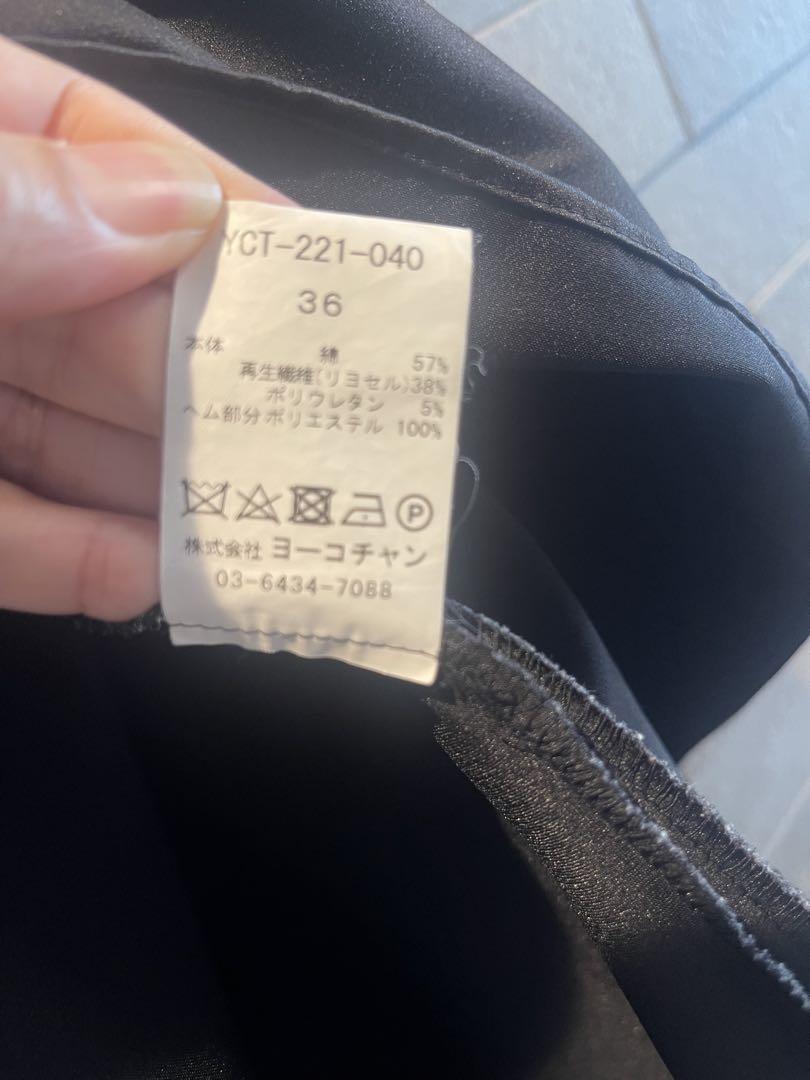 YCT-221-040
36
本体 綿 57%
再生繊維(リヨセル)38%
ポリウレタン 5%
ヘム部分 ポリエステル 100%
P
株式会社 ヨーコチャン
03-6434-7088